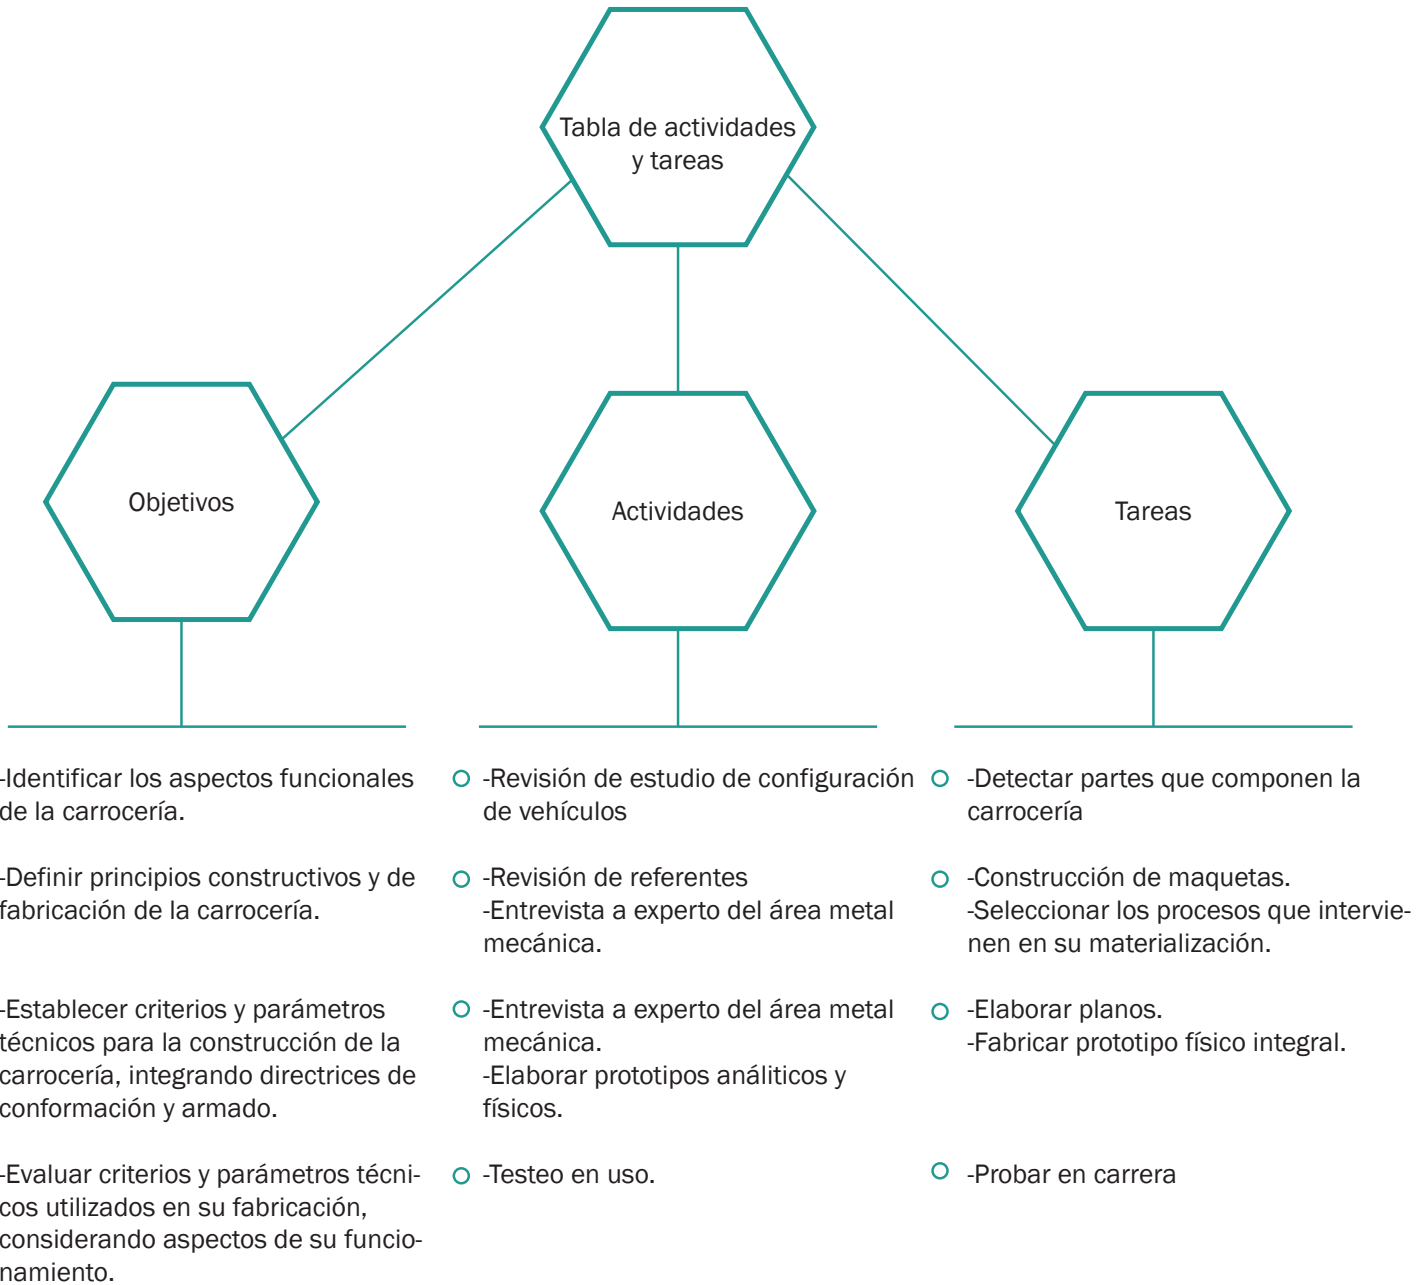 Tabla de actividades
y tareas
Objetivos
Actividades
Tareas
-Identificar los aspectos funcionales
de la carrocería.
-Definir principios constructivos y de
fabricación de la carrocería.
-Establecer criterios y parámetros
técnicos para la construcción de la
carrocería, integrando directrices de
conformación y armado.
-Evaluar criterios y parámetros técni-
cos utilizados en su fabricación,
considerando aspectos de su funcio-
namiento.
-Revisión de estudio de configuración
de vehículos
-Revisión de referentes
-Entrevista a experto del área metal
mecánica.
-Entrevista a experto del área metal
mecánica.
-Elaborar prototipos análiticos y
físicos.
-Testeo en uso.
-Detectar partes que componen la
carrocería
-Construcción de maquetas.
-Seleccionar los procesos que intervie-
nen en su materialización.
-Elaborar planos.
-Fabricar prototipo físico integral.
-Probar en carrera